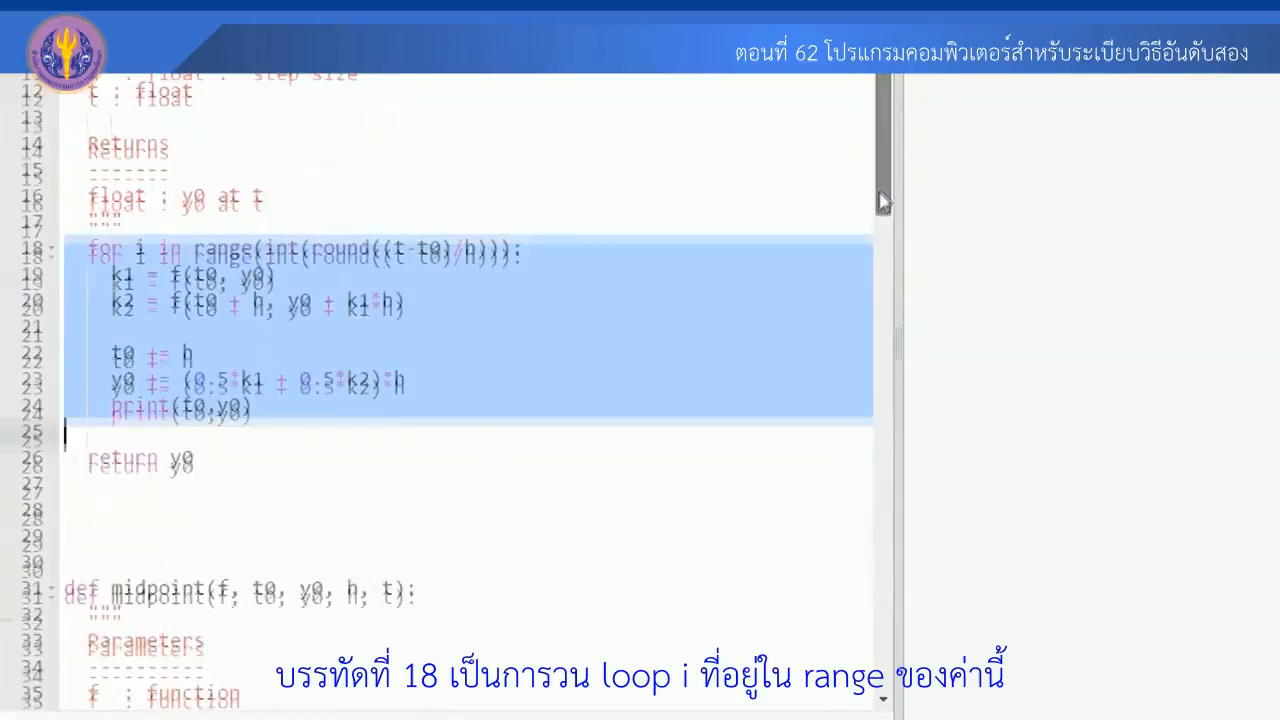 ตอนที่ 62 โปรแกรมคอมพิวเตอร์สำหรับระเบียบวิธีอันดับสอง
: float : step size
12 t : float
13
14 Returns
15 -------
16 float : y0 at t
17 """
18 for i in range(int(round((t-t0)/h))):
19 k1 = f(t0, y0)
20 k2 = f(t0 + h, y0 + k1*h)
21
22 t0 += h
23 y0 += (0.5*k1 + 0.5*k2)*h
24 print(t0,y0)
25
26 return y0
27
28
29
30
31 def midpoint(f, t0, y0, h, t):
32 """
33 Parameters
34 ----------
35 f : function
บรรทัดที่ 18 เป็นการวน loop i ที่อยู่ใน range ของค่านี้